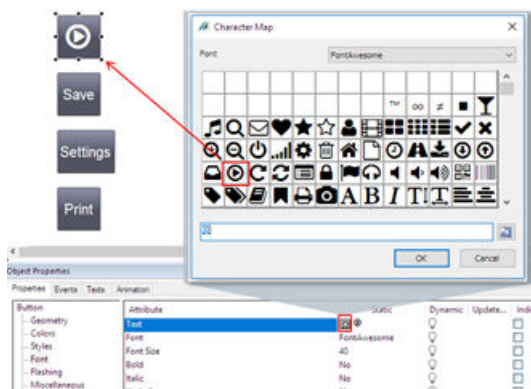 Character Map
Font
FontAwesome
Save
Settings
Print
OK
Cancel
Object Properties
Properties Events Texts Animation
Button
Geometry
Colors
Styles
Font
Flashing
Miscellaneous
Attribute Static Dynamic Update... Indi
Text
Font FontAwesome
Font Size 40
Bold No
Italic No